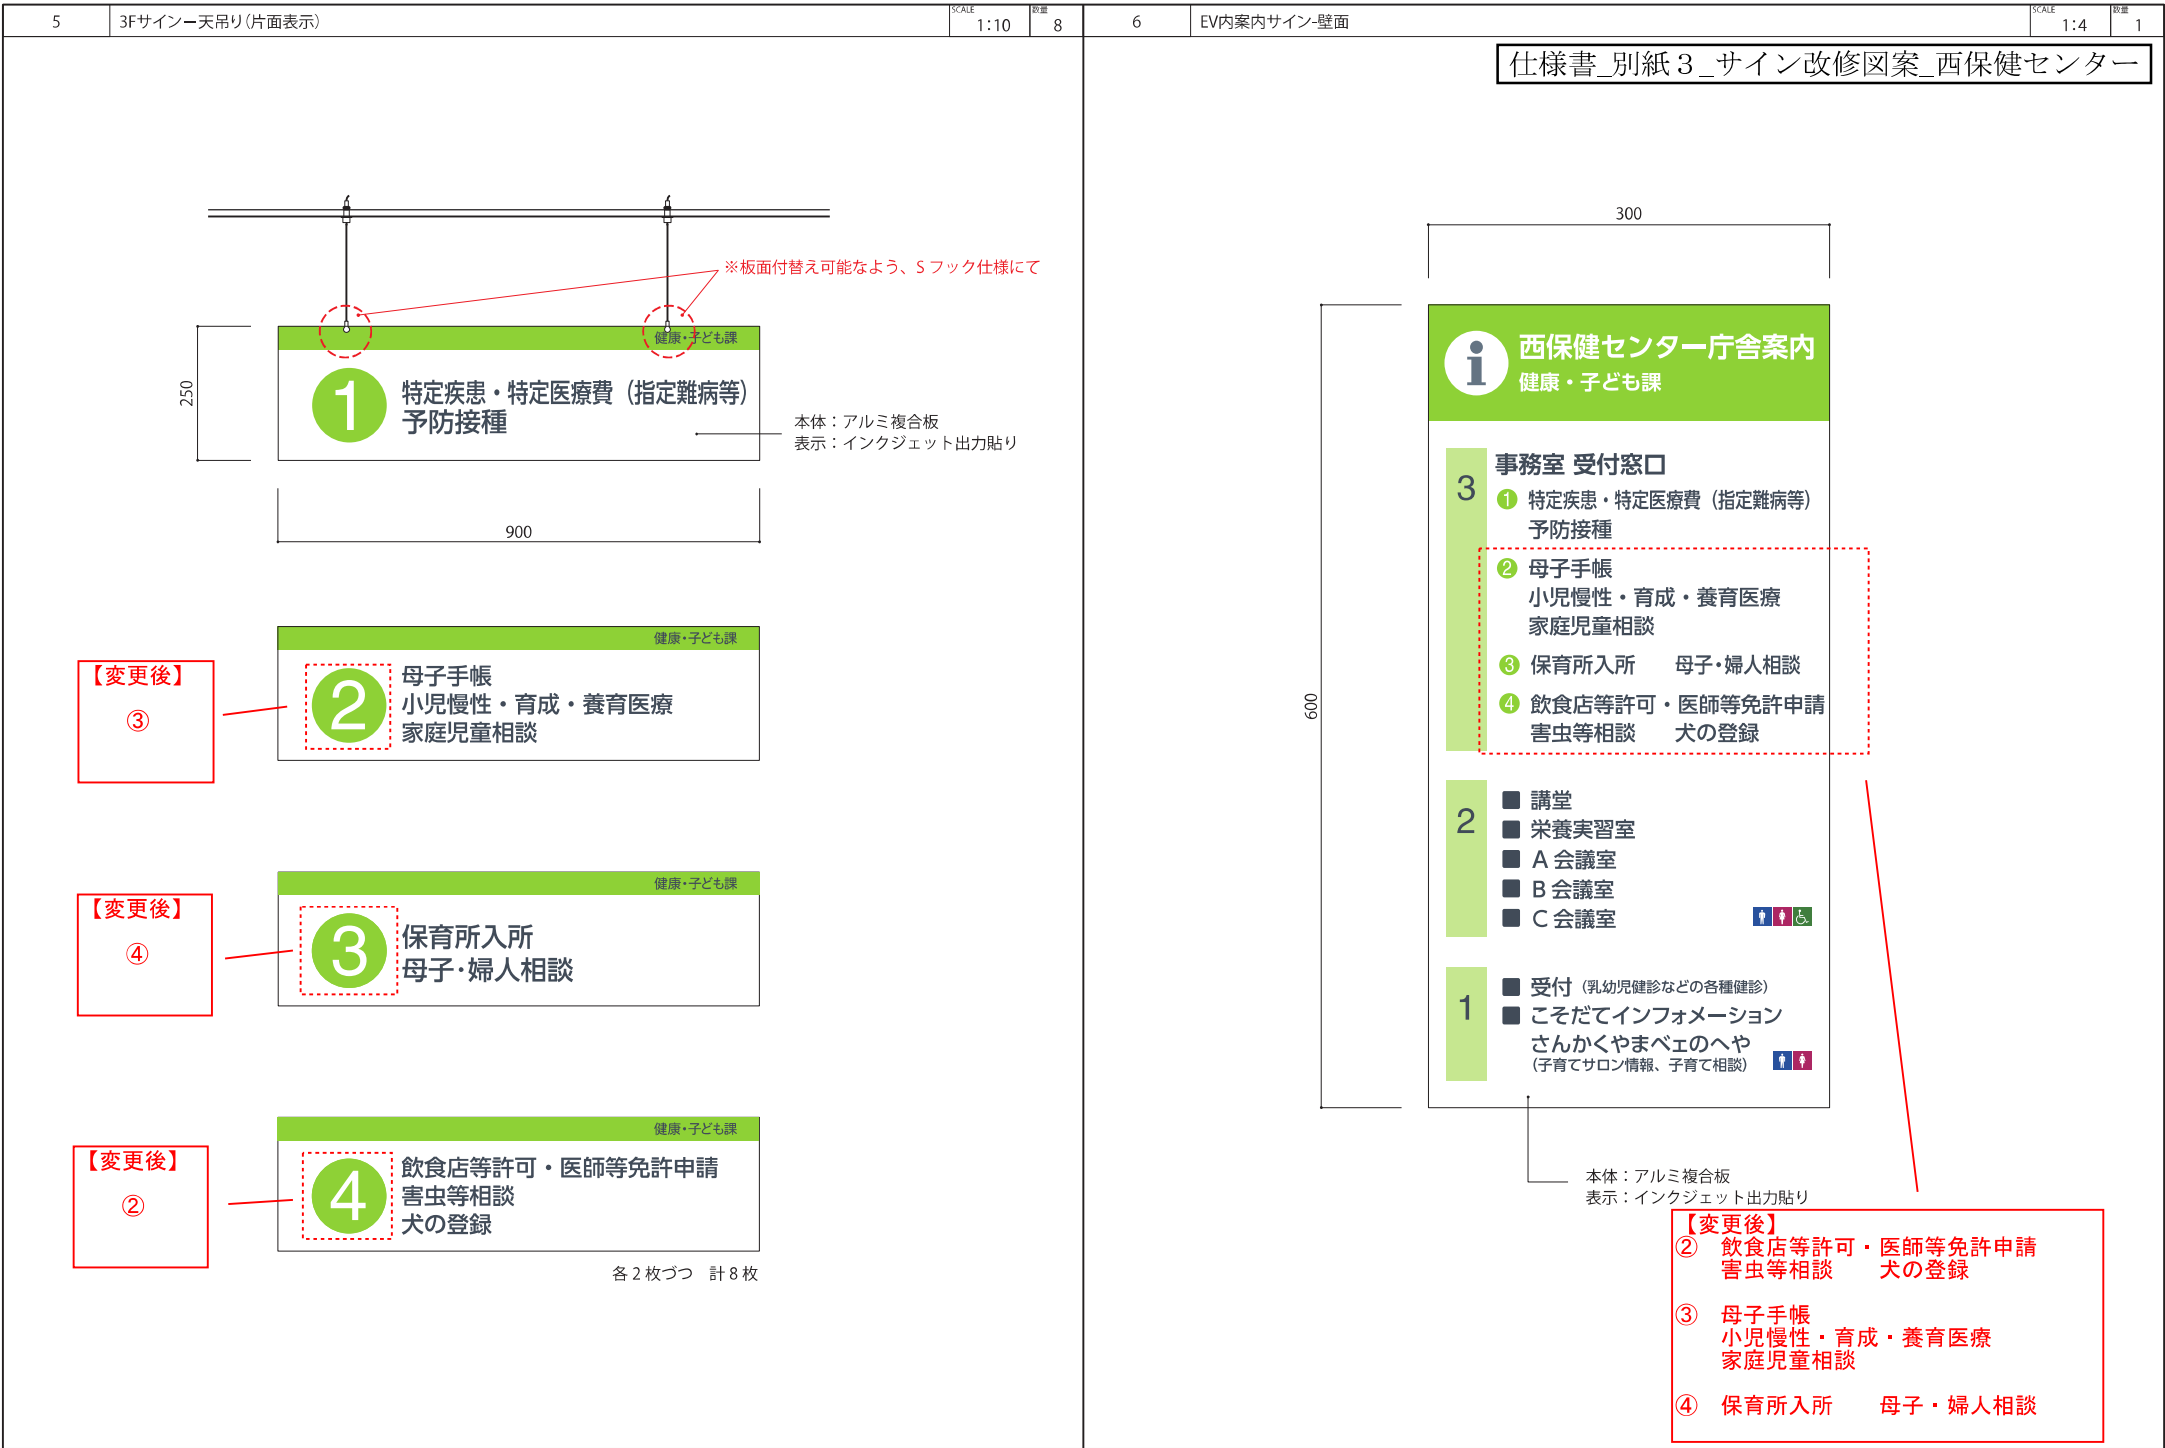 5
3Fサインー天吊り（片面表示）
SCALE
1:10
数量
8
6
EV内案内サイン-壁面
SCALE
1:4
数量
1
仕様書_別紙３_サイン改修図案_西保健センター
※板面付替え可能なよう、S フック仕様にて
250
健康・子ども課
1
特定疾患・特定医療費（指定難病等）
予防接種
本体：アルミ複合板
表示：インクジェット出力貼り
900
【変更後】
③
健康・子ども課
2
母子手帳
小児慢性・育成・養育医療
家庭児童相談
【変更後】
④
健康・子ども課
3
保育所入所
母子・婦人相談
【変更後】
②
健康・子ども課
4
飲食店等許可・医師等免許申請
害虫等相談
犬の登録
各２枚づつ　計８枚
300
600
i
西保健センター庁舎案内
健康・子ども課
3
事務室 受付窓口
1 特定疾患・特定医療費（指定難病等）
予防接種
2 母子手帳
小児慢性・育成・養育医療
家庭児童相談
3 保育所入所　母子・婦人相談
4 飲食店等許可・医師等免許申請
害虫等相談　犬の登録
2
■ 講堂
■ 栄養実習室
■ A 会議室
■ B 会議室
■ C 会議室
1
■ 受付（乳幼児健診などの各種健診）
■ こそだてインフォメーション
さんかくやまベェのへや
（子育てサロン情報、子育て相談）
本体：アルミ複合板
表示：インクジェット出力貼り
【変更後】
②　飲食店等許可・医師等免許申請
害虫等相談　　犬の登録
③　母子手帳
小児慢性・育成・養育医療
家庭児童相談
④　保育所入所　　母子・婦人相談